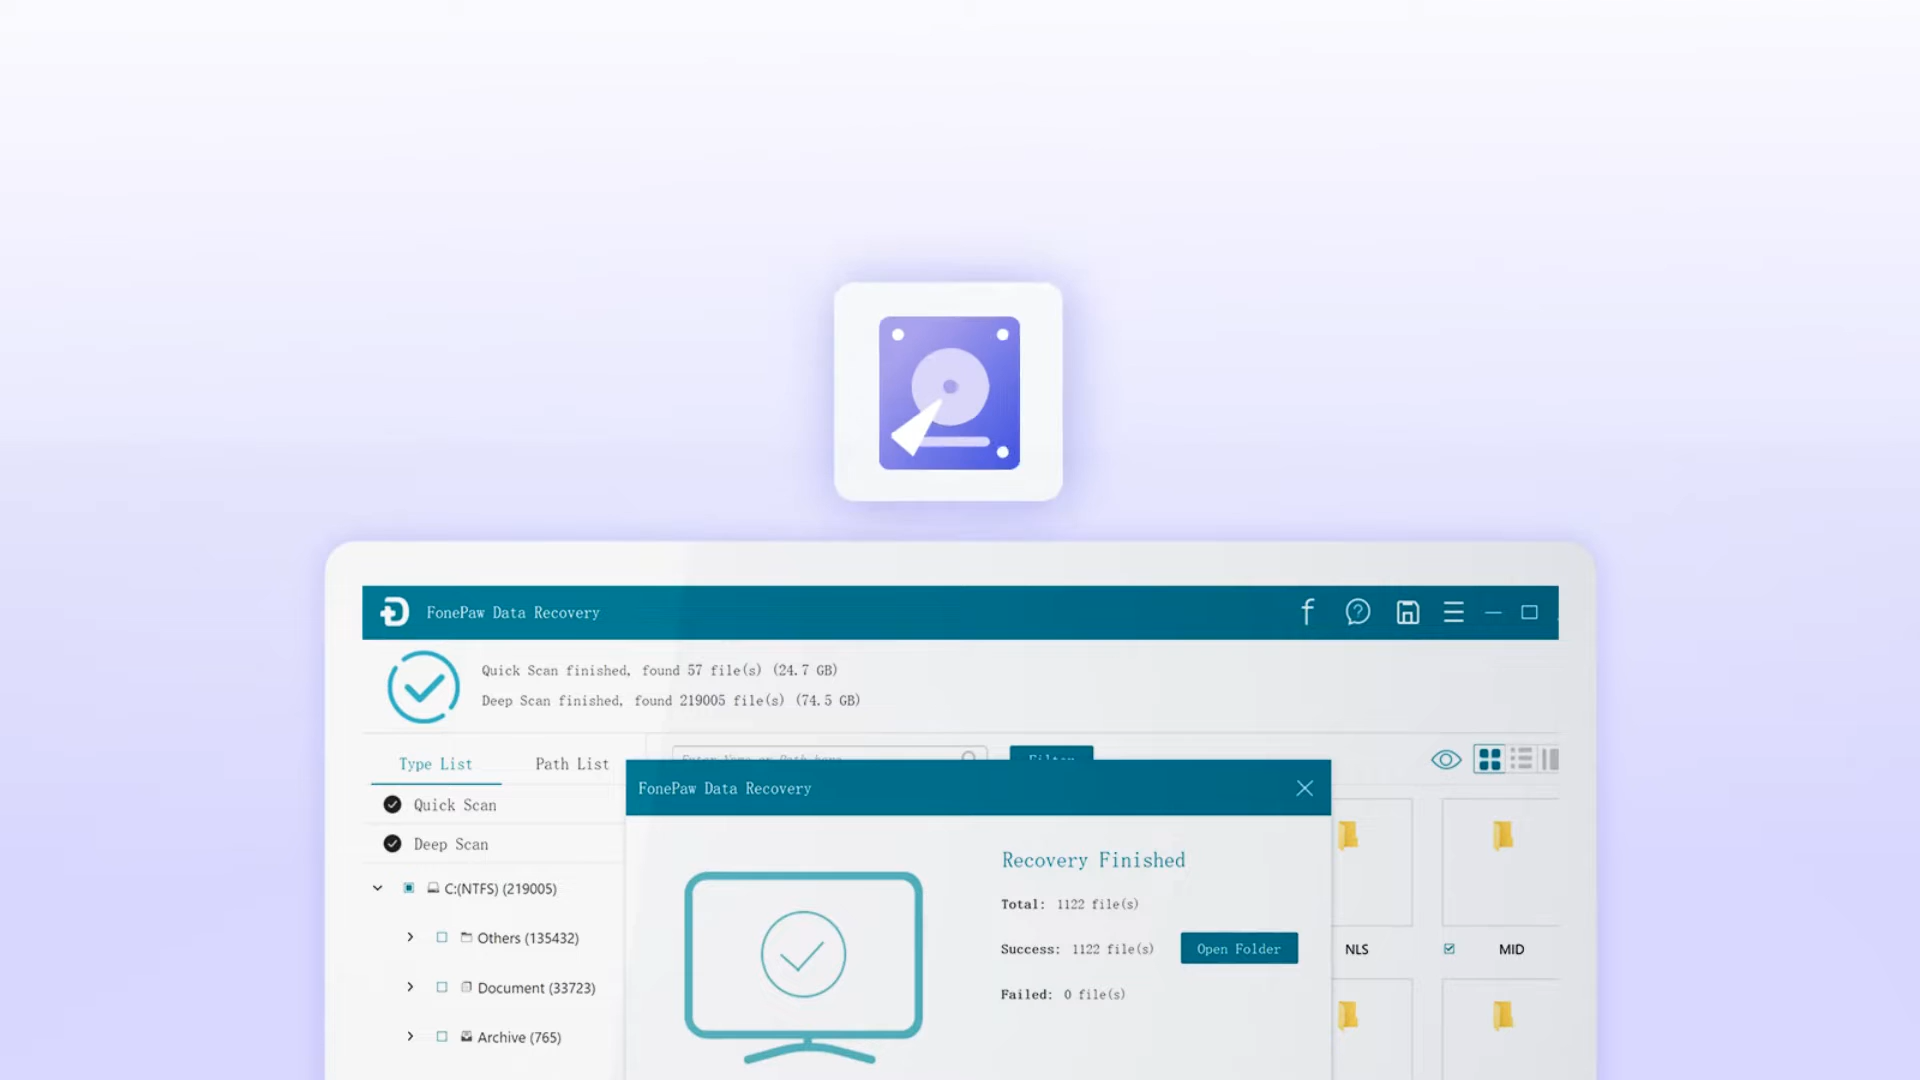 FonePaw Data Recovery
Quick Scan finished, found 57 file(s) (24.7 GB)
Deep Scan finished, found 219005 file(s) (74.5 GB)
Type List
Path List
Filter
Quick Scan
Deep Scan
C:(NTFS) (219005)
Others (135432)
Document (33723)
Archive (765)
FonePaw Data Recovery
Recovery Finished
Total: 1122 file(s)
Success: 1122 file(s)
Open Folder
Failed: 0 file(s)
NLS
MID